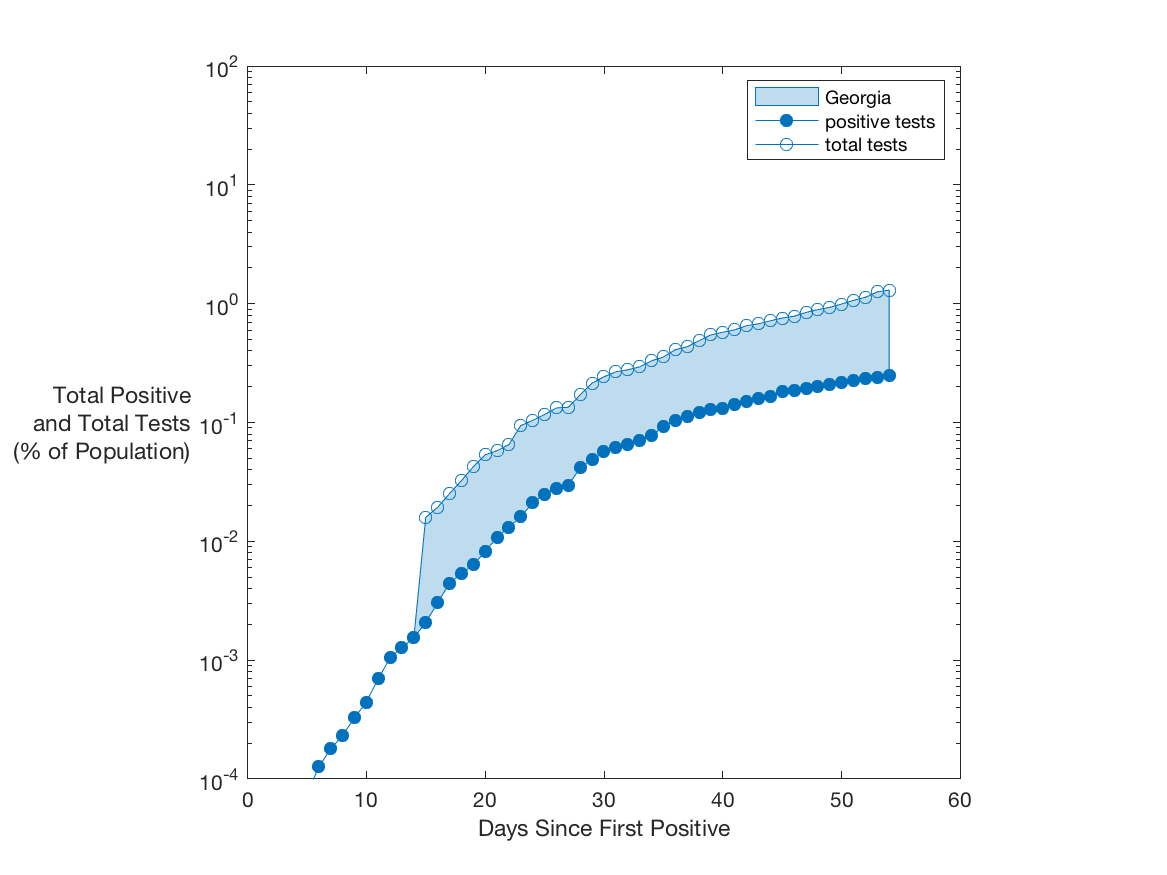 10^2
Georgia
positive tests
total tests
10^1
10^0
Total Positive
and Total Tests
(% of Population)
10^-1
10^-2
10^-3
10^-4
0 10 20 30 40 50 60
Days Since First Positive